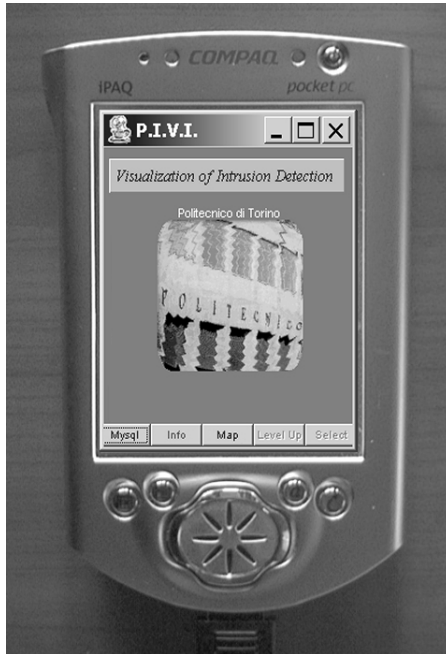 COMPAQ
iPAQ pocket pc
P.I.V.I.
Visualization of Intrusion Detection
Politecnico di Torino
POLITECNICO
Mysql Info Map Level Up Select